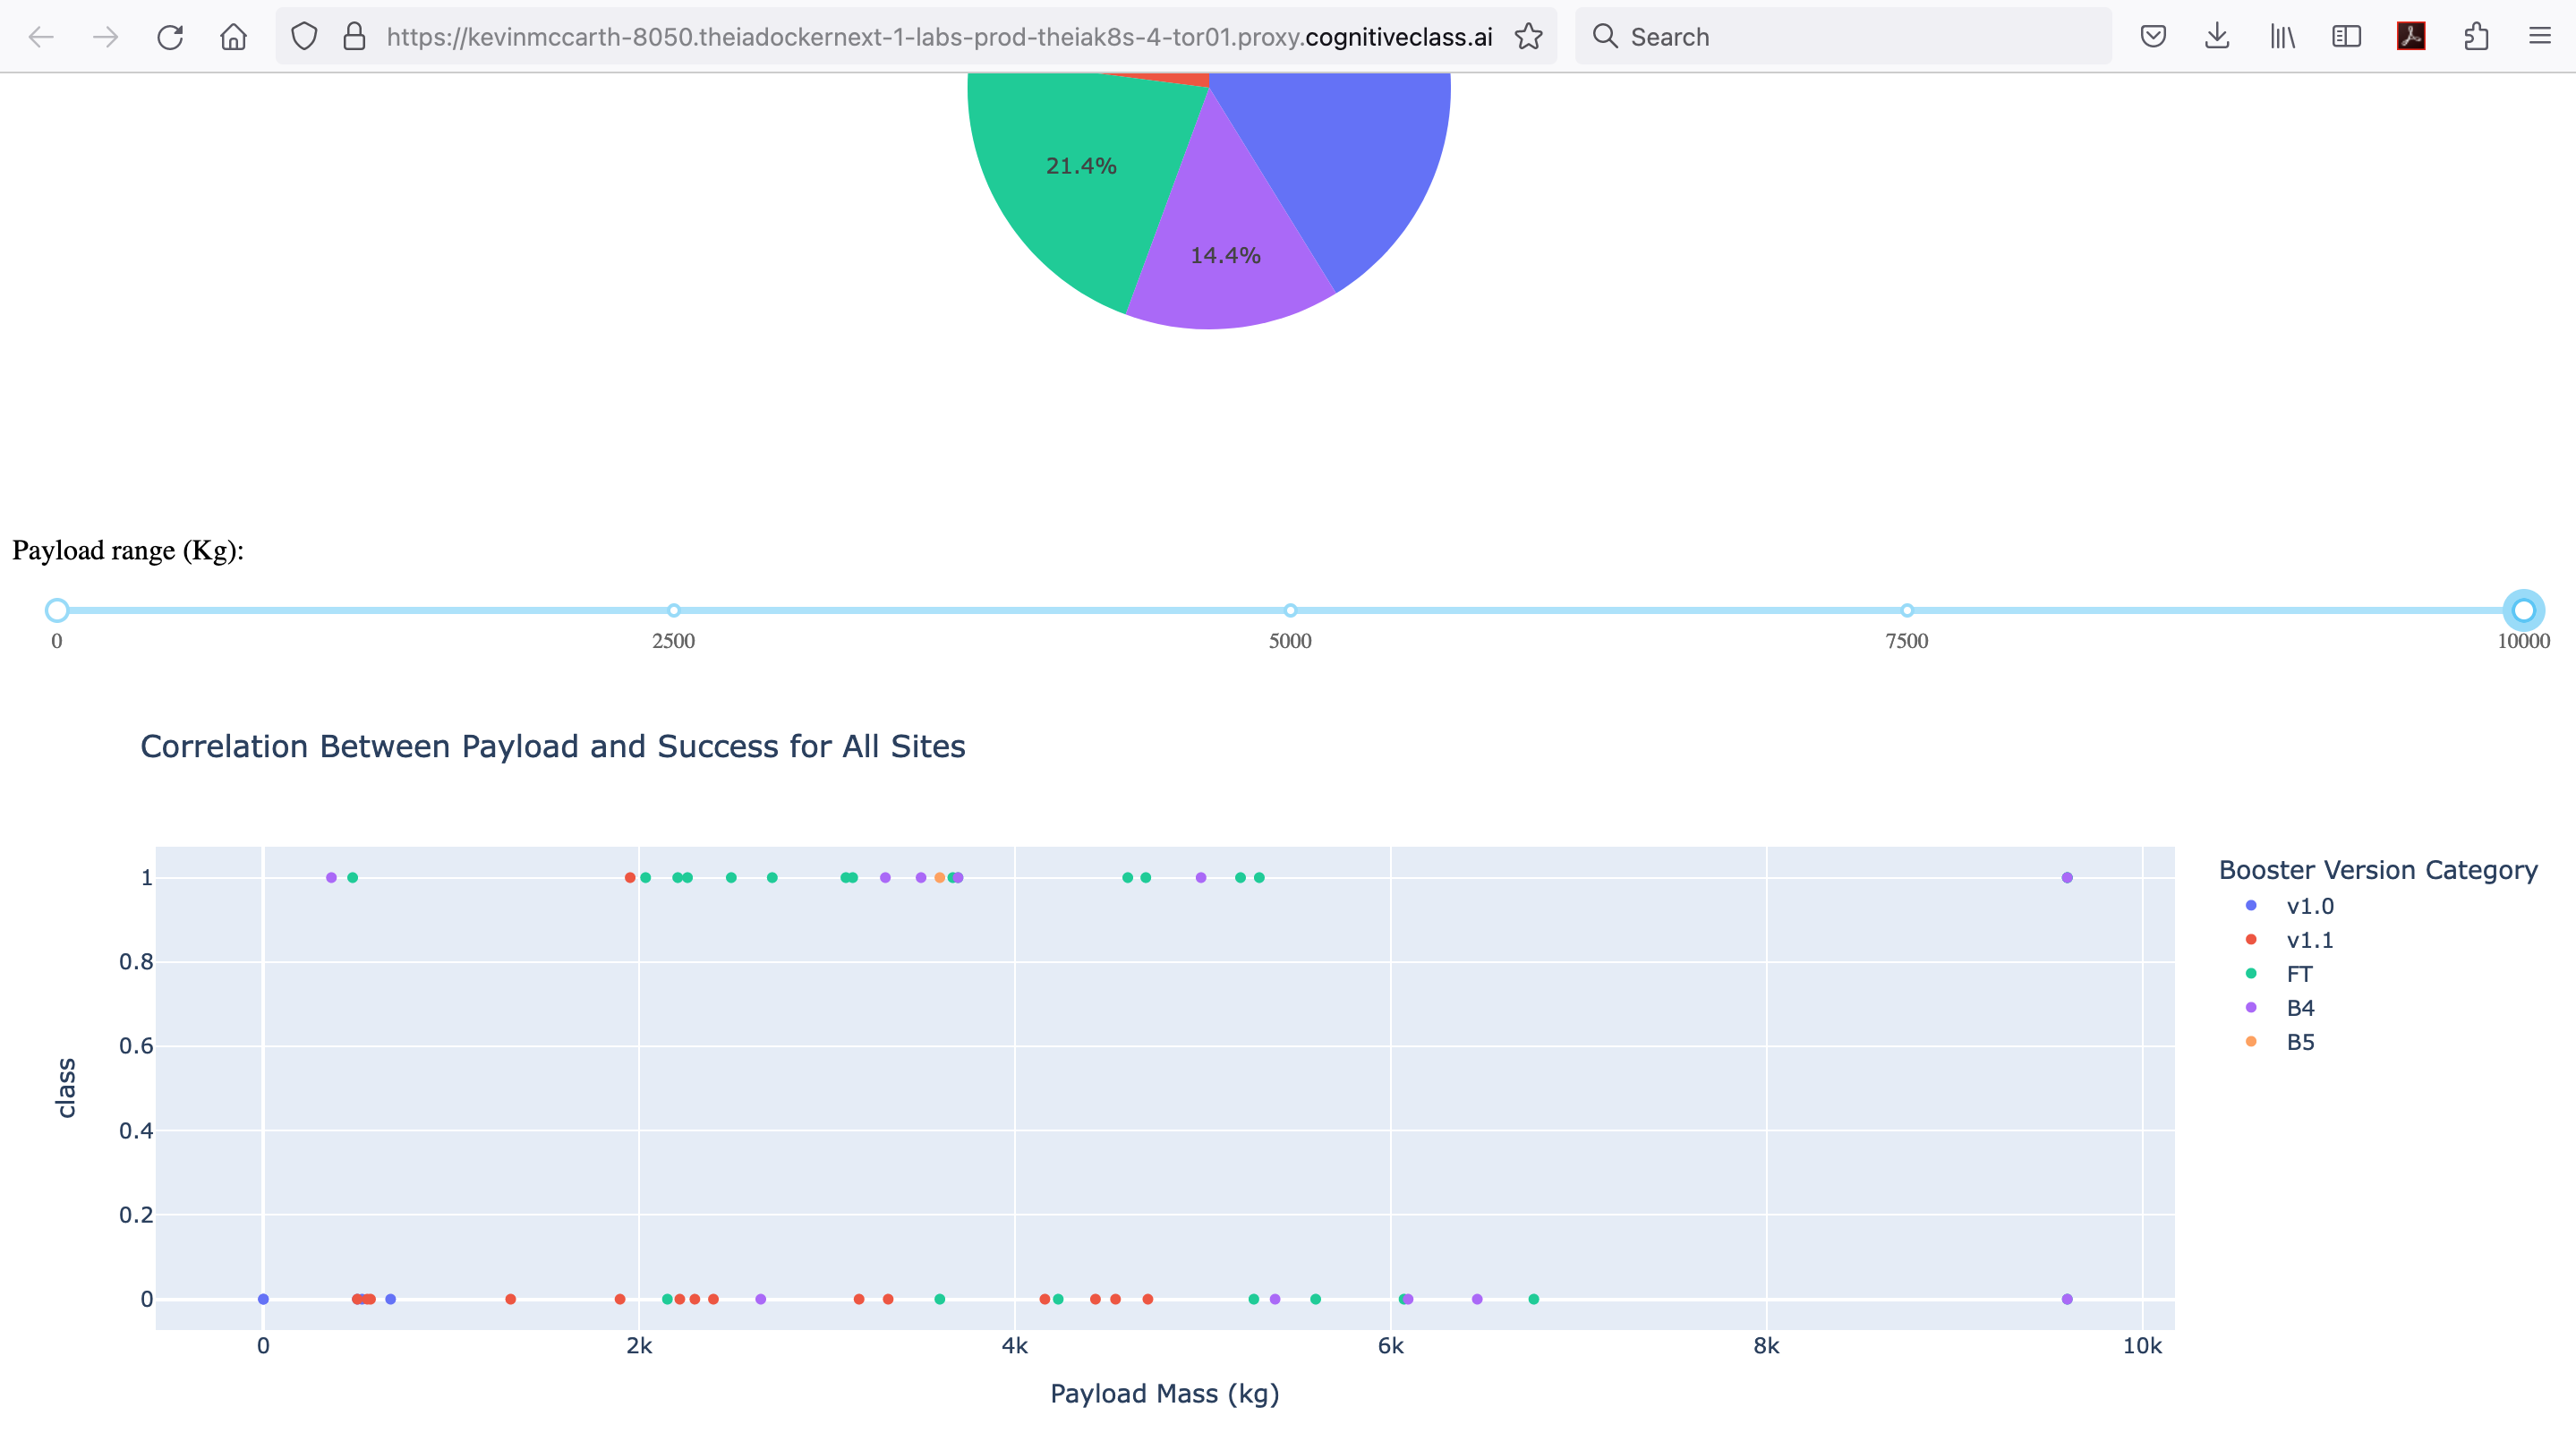 https://kevinmccarth-8050.theiadockernext-1-labs-prod-theiak8s-4-tor01.proxy.cognitiveclass.ai
Search
21.4%
14.4%
Payload range (Kg):
0
2500
5000
7500
10000
Correlation Between Payload and Success for All Sites
1
0.8
0.6
0.4
0.2
0
class
0
2k
4k
6k
8k
10k
Payload Mass (kg)
Booster Version Category
v1.0
v1.1
FT
B4
B5